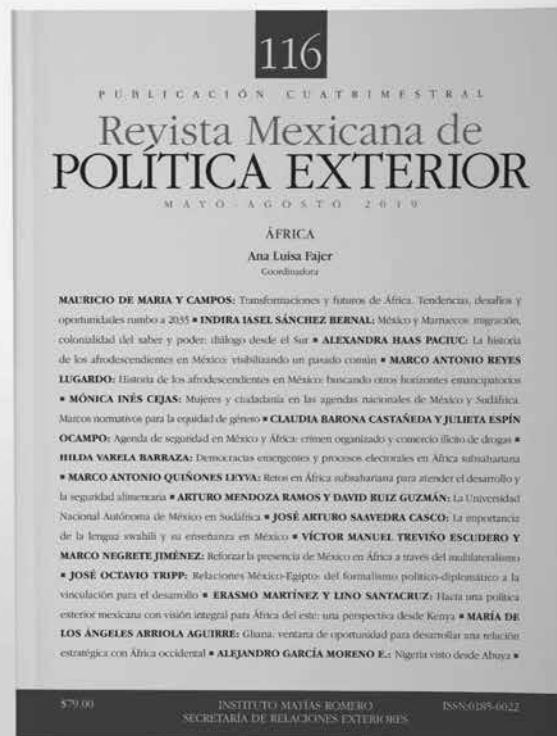 116
PUBLICACIÓN CUATRIMESTRAL
Revista Mexicana de
POLÍTICA EXTERIOR
MAYO-AGOSTO 2019
ÁFRICA
Ana Luisa Fajer
Coordinadora
MAURICIO DE MARIA Y CAMPOS: Transformaciones y futuros de África. Tendencias, desafíos y
oportunidades rumbo a 2035 ■ INDIRA IASEL SÁNCHEZ BERNAL: México y Marruecos: migración,
colonialidad del saber y poder: diálogo desde el Sur ■ ALEXANDRA HAAS PACIUC: La historia
de los afrodescendientes en México: visibilizando un pasado común ■ MARCO ANTONIO REYES
LUGARDO: Historia de los afrodescendientes en México: buscando otros horizontes emancipatorios
■ MÓNICA INÉS CEJAS: Mujeres y ciudadanía en las agendas nacionales de México y Sudáfrica.
Marcos normativos para la equidad de género ■ CLAUDIA BARONA CASTAÑEDA Y JULIETA ESPÍN
OCAMPO: Agenda de seguridad en México y África: crimen organizado y comercio ilícito de drogas ■
HILDA VARELA BARRAZA: Democracias emergentes y procesos electorales en África subsahariana
■ MARCO ANTONIO QUIÑONES LEYVA: Retos en África subsahariana para atender el desarrollo y
la seguridad alimentaria ■ ARTURO MENDOZA RAMOS Y DAVID RUIZ GUZMÁN: La Universidad
Nacional Autónoma de México en Sudáfrica ■ JOSÉ ARTURO SAAVEDRA CASCO: La importancia
de la lengua swahili y su enseñanza en México ■ VÍCTOR MANUEL TREVIÑO ESCUDERO Y
MARCO NEGRETE JIMÉNEZ: Reforzar la presencia de México en África a través del multilateralismo
■ JOSÉ OCTAVIO TRIPP: Relaciones México-Egipto: del formalismo político-diplomático a la
vinculación para el desarrollo ■ ERASMO MARTÍNEZ Y LINO SANTACRUZ: Hacia una política
exterior mexicana con visión integral para África del este: una perspectiva desde Kenya ■ MARÍA DE
LOS ÁNGELES ARRIOLA AGUIRRE: Ghana: ventana de oportunidad para desarrollar una relación
estratégica con África occidental ■ ALEJANDRO GARCÍA MORENO E.: Nigeria visto desde Abuya ■
$79.00 INSTITUTO MATÍAS ROMERO ISSN:0185-6022
SECRETARÍA DE RELACIONES EXTERIORES